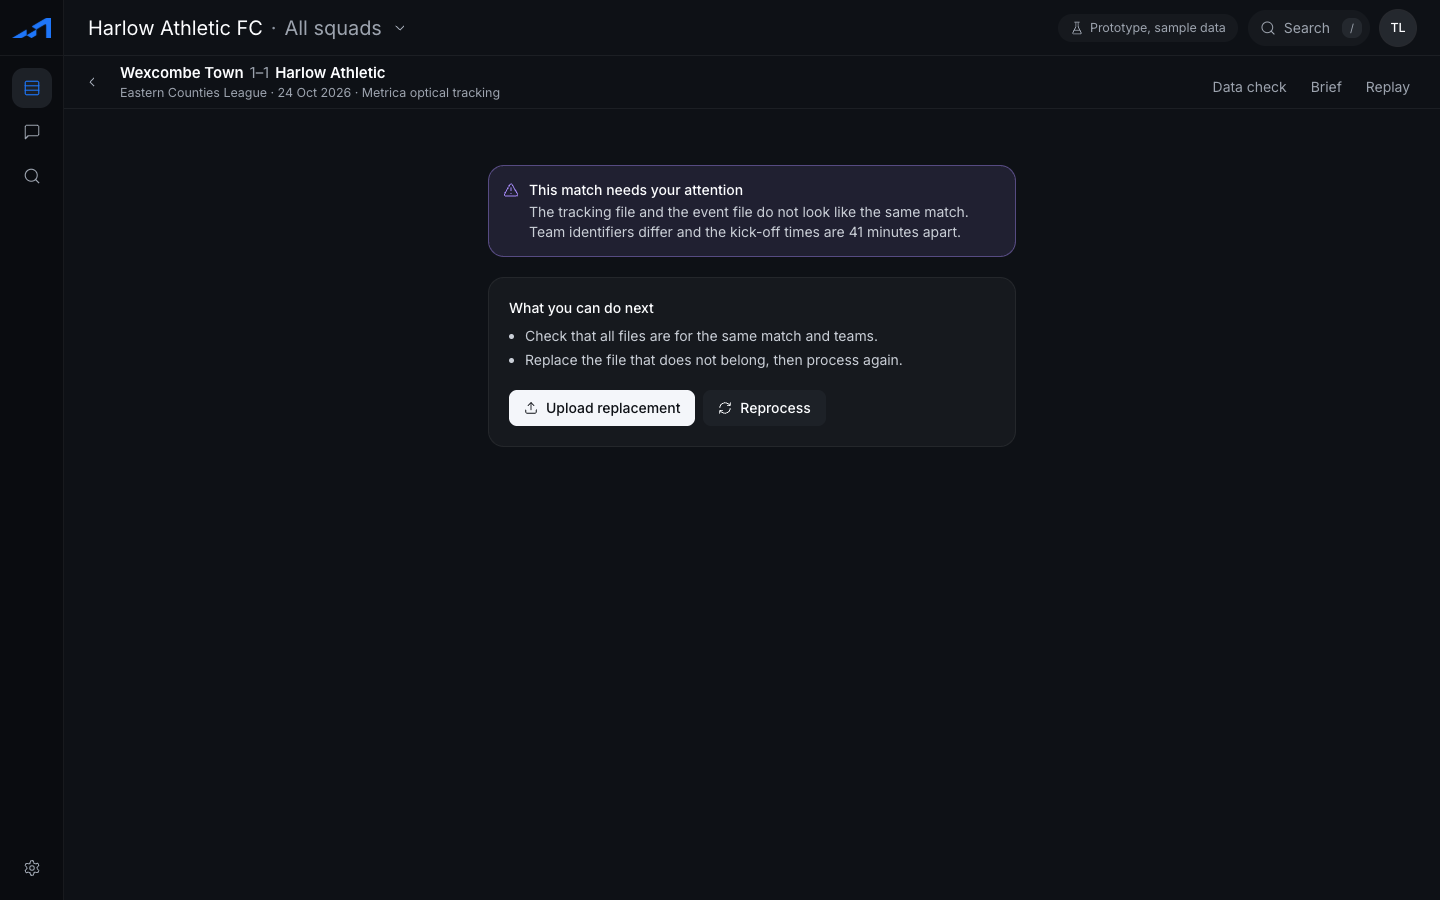 Harlow Athletic FC · All squads
Prototype, sample data
Search /
TL
Wexcombe Town 1–1 Harlow Athletic
Eastern Counties League · 24 Oct 2026 · Metrica optical tracking
Data check
Brief
Replay
This match needs your attention
The tracking file and the event file do not look like the same match.
Team identifiers differ and the kick-off times are 41 minutes apart.
What you can do next
• Check that all files are for the same match and teams.
• Replace the file that does not belong, then process again.
Upload replacement
Reprocess